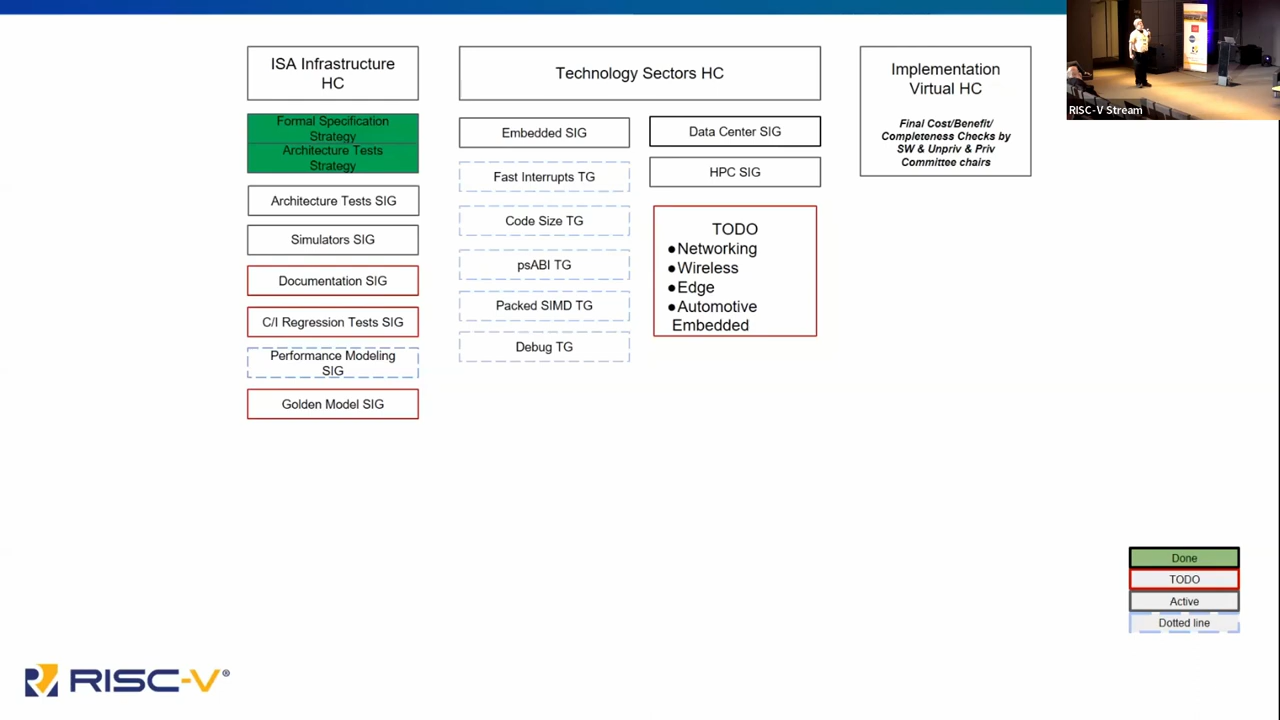 ISA Infrastructure
HC
Formal Specification
Strategy
Architecture Tests
Strategy
Architecture Tests SIG
Simulators SIG
Documentation SIG
C/I Regression Tests SIG
Performance Modeling
SIG
Golden Model SIG
Technology Sectors HC
Embedded SIG
Fast Interrupts TG
Code Size TG
psABI TG
Packed SIMD TG
Debug TG
Data Center SIG
HPC SIG
TODO
●Networking
●Wireless
●Edge
●Automotive
Embedded
Implementation
Virtual HC
Final Cost/Benefit/
Completeness Checks by
SW & Unpriv & Priv
Committee chairs
RISC-V Stream
Done
TODO
Active
Dotted line
RISC-V®